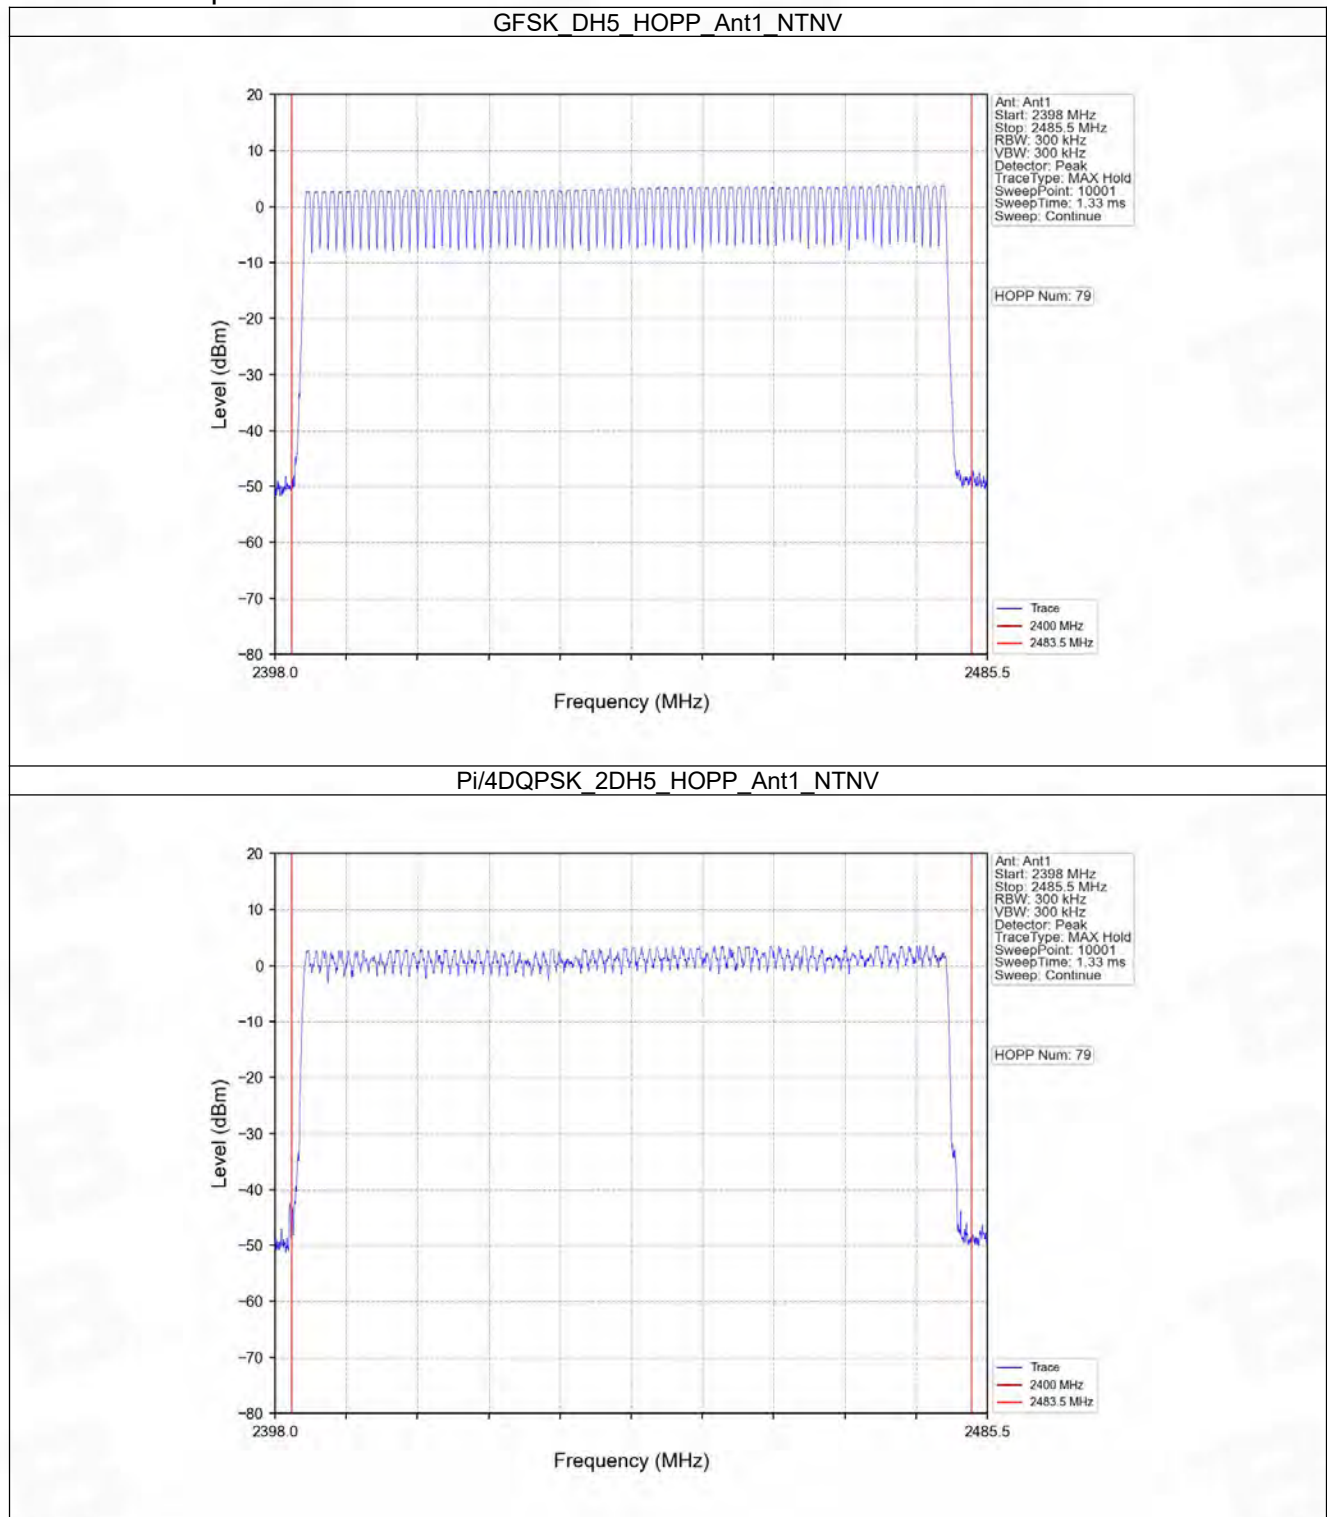 GFSK_DH5_HOPP_Ant1_NTNV
20
10
0
−10
−20
−30
−40
−50
−60
−70
−80
Level (dBm)
2398.0
2485.5
Frequency (MHz)
Ant: Ant1
Start: 2398 MHz
Stop: 2485.5 MHz
RBW: 300 kHz
VBW: 300 kHz
Detector: Peak
TraceType: MAX Hold
SweepPoint: 10001
SweepTime: 1.33 ms
Sweep: Continue
HOPP Num: 79
Trace
2400 MHz
2483.5 MHz
Pi/4DQPSK_2DH5_HOPP_Ant1_NTNV
20
10
0
−10
−20
−30
−40
−50
−60
−70
−80
Level (dBm)
2398.0
2485.5
Frequency (MHz)
Ant: Ant1
Start: 2398 MHz
Stop: 2485.5 MHz
RBW: 300 kHz
VBW: 300 kHz
Detector: Peak
TraceType: MAX Hold
SweepPoint: 10001
SweepTime: 1.33 ms
Sweep: Continue
HOPP Num: 79
Trace
2400 MHz
2483.5 MHz